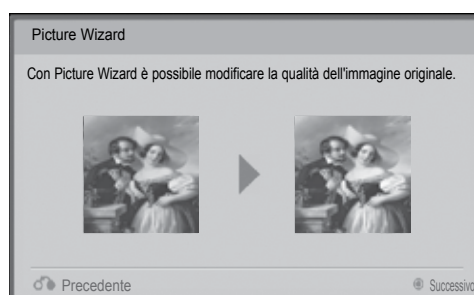 Picture Wizard
Con Picture Wizard è possibile modificare la qualità dell'immagine originale.
Precedente
Successivo